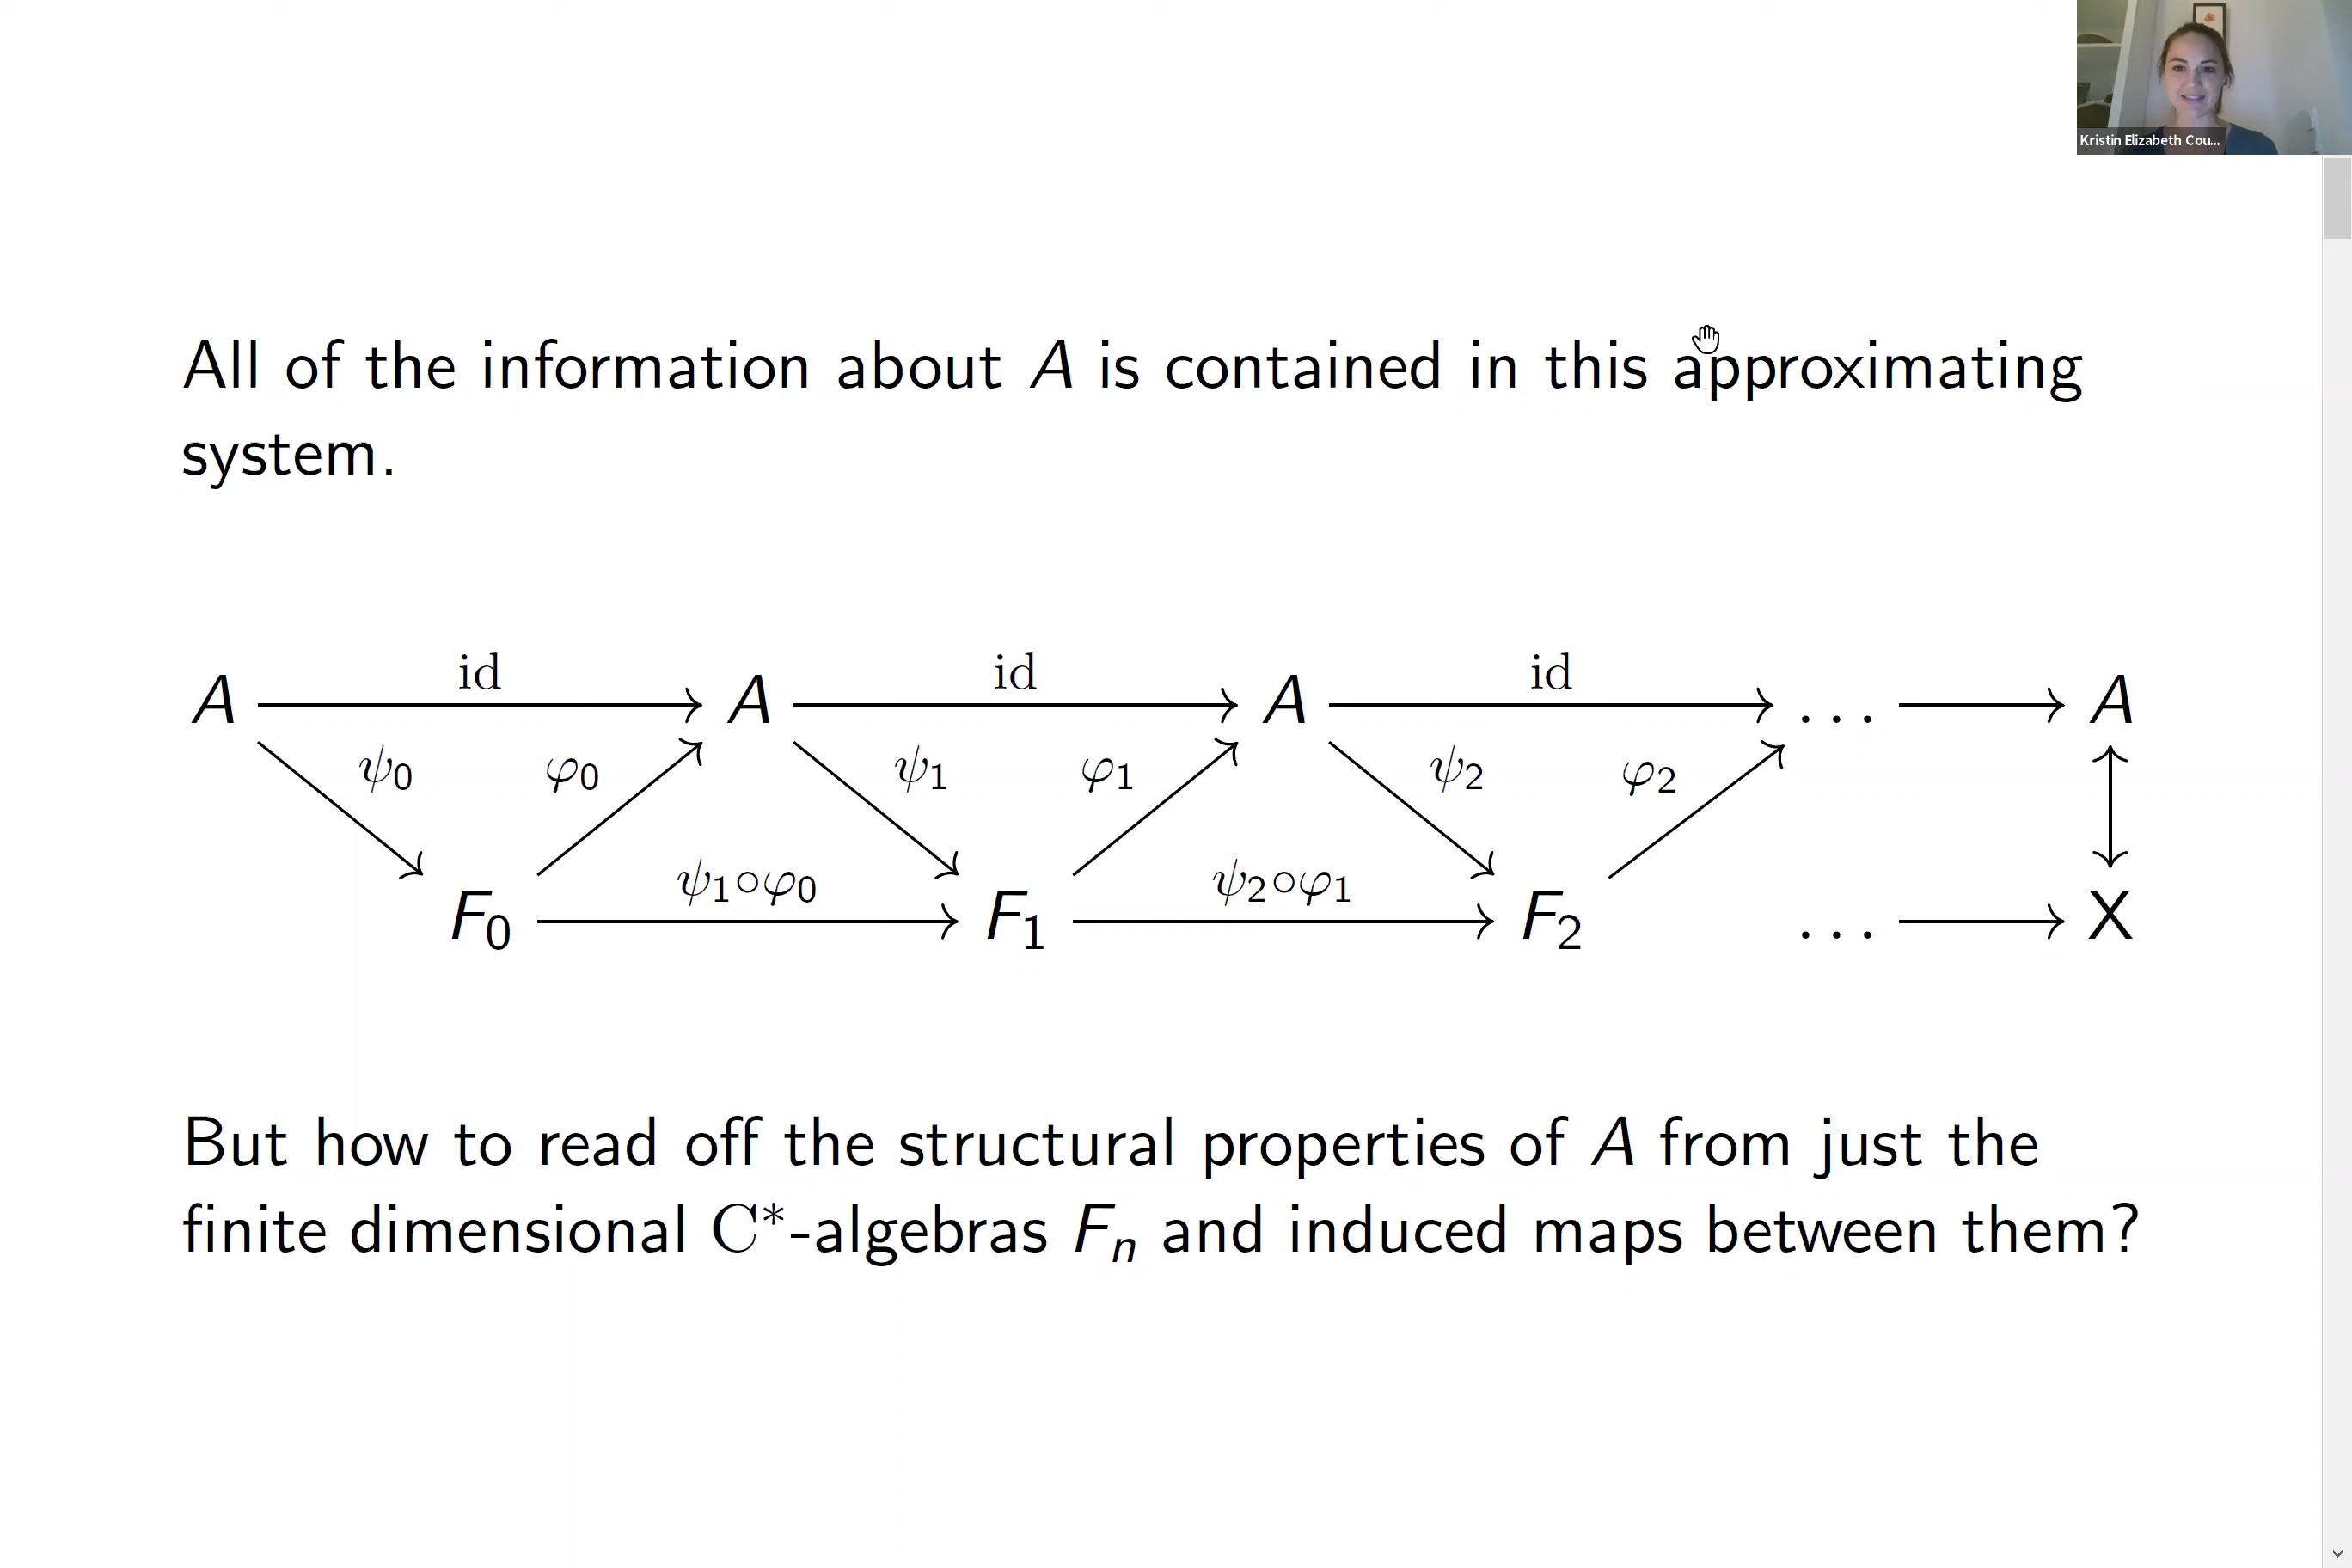 Kristin Elizabeth Cou...
All of the information about A is contained in this approximating
system.
id id id
A A A ... A
ψ₀ φ₀ ψ₁ φ₁ ψ₂ φ₂
ψ₁∘φ₀ ψ₂∘φ₁
F₀ F₁ F₂ ... X
But how to read off the structural properties of A from just the
finite dimensional C*-algebras Fₙ and induced maps between them?